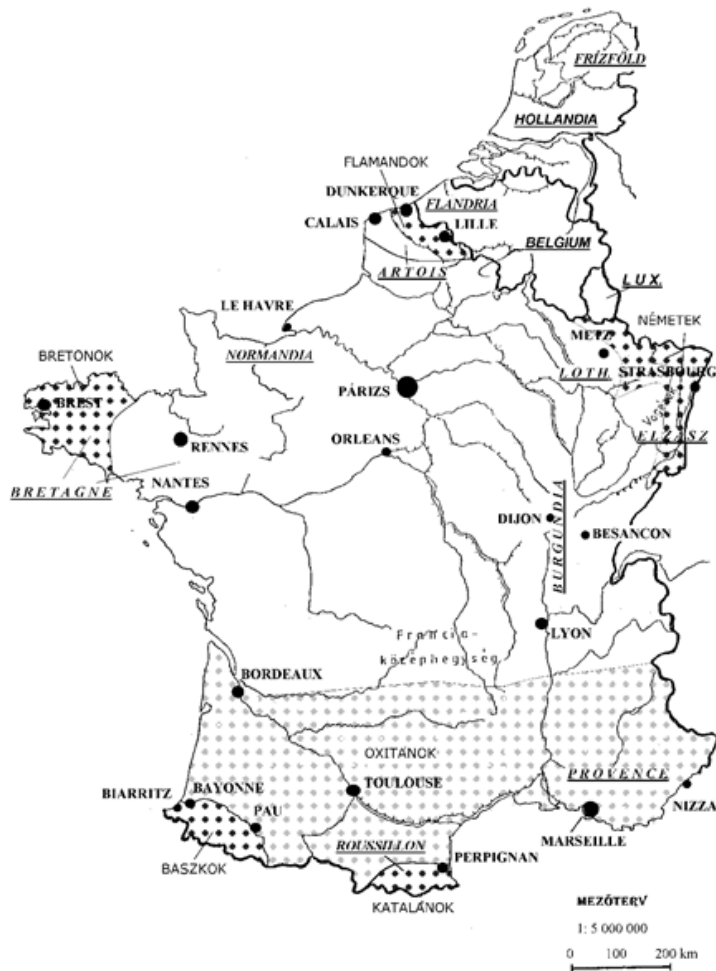 FRÍZFÖLD
HOLLANDIA
FLAMANDOK
DUNKERQUE
FLANDRIA
CALAIS
LILLE
BELGIUM
ARTOIS
LUX.
LE HAVRE
NÉMETEK
METZ
NORMANDIA
BRETONOK
LOTH.
STRASBOURG
PÁRIZS
BREST
ELZÁSZ
ORLEANS
RENNES
BRETAGNE
NANTES
DIJON
BURGUNDIA
BESANÇON
LYON
Francia-
középhegység
BORDEAUX
OXITÁNOK
PROVENCE
TOULOUSE
BIARRITZ
BAYONNE
NIZZA
PAU
MARSEILLE
ROUSSILLON
PERPIGNAN
BASZKOK
KATALÁNOK
MEZŐTERV
1: 5 000 000
0 100 200 km